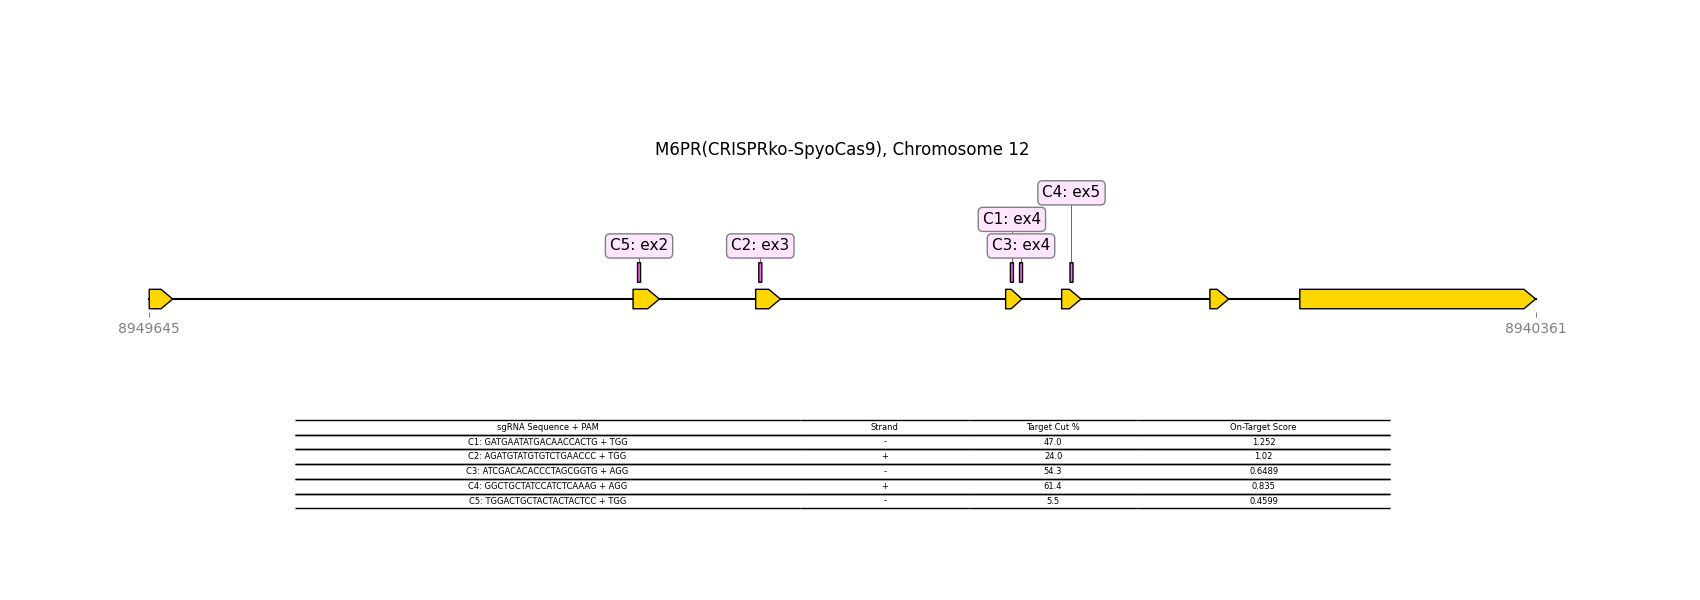 M6PR(CRISPRko-SpyoCas9), Chromosome 12
C4: ex5
C1: ex4
C5: ex2 C2: ex3 C3: ex4
8949645 8940361
sgRNA Sequence + PAM Strand Target Cut % On-Target Score
C1: GATGAATATGACAACCACTG + TGG - 47.0 1.252
C2: AGATGTATGTGTCTGAACCC + TGG + 24.0 1.02
C3: ATCGACACACCCTAGCGGTG + AGG - 54.3 0.6489
C4: GGCTGCTATCCATCTCAAAG + AGG + 61.4 0.835
C5: TGGACTGCTACTACTACTCC + TGG - 5.5 0.4599